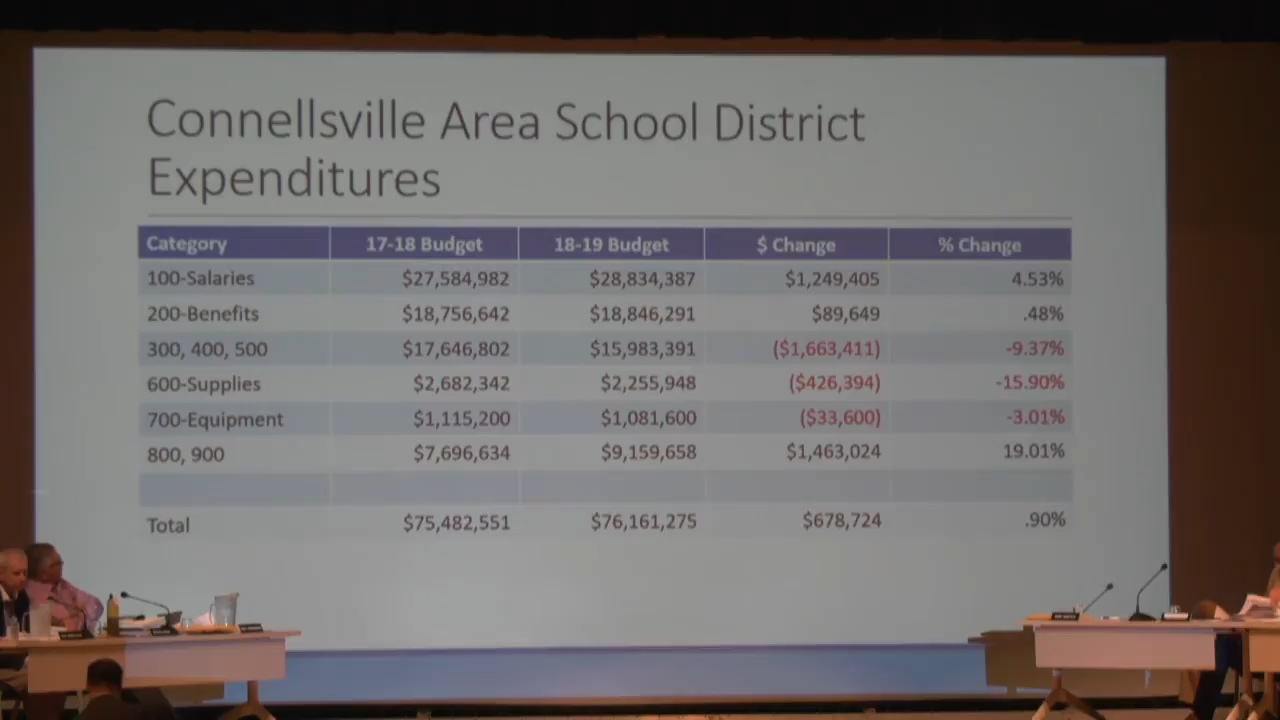 Connellsville Area School District
Expenditures
Category 17-18 Budget 18-19 Budget $ Change % Change
100-Salaries $27,584,982 $28,834,387 $1,249,405 4.53%
200-Benefits $18,756,642 $18,846,291 $89,649 .48%
300, 400, 500 $17,646,802 $15,983,391 ($1,663,411) -9.37%
600-Supplies $2,682,342 $2,255,948 ($426,394) -15.90%
700-Equipment $1,115,200 $1,081,600 ($33,600) -3.01%
800, 900 $7,696,634 $9,159,658 $1,463,024 19.01%
Total $75,482,551 $76,161,275 $678,724 .90%